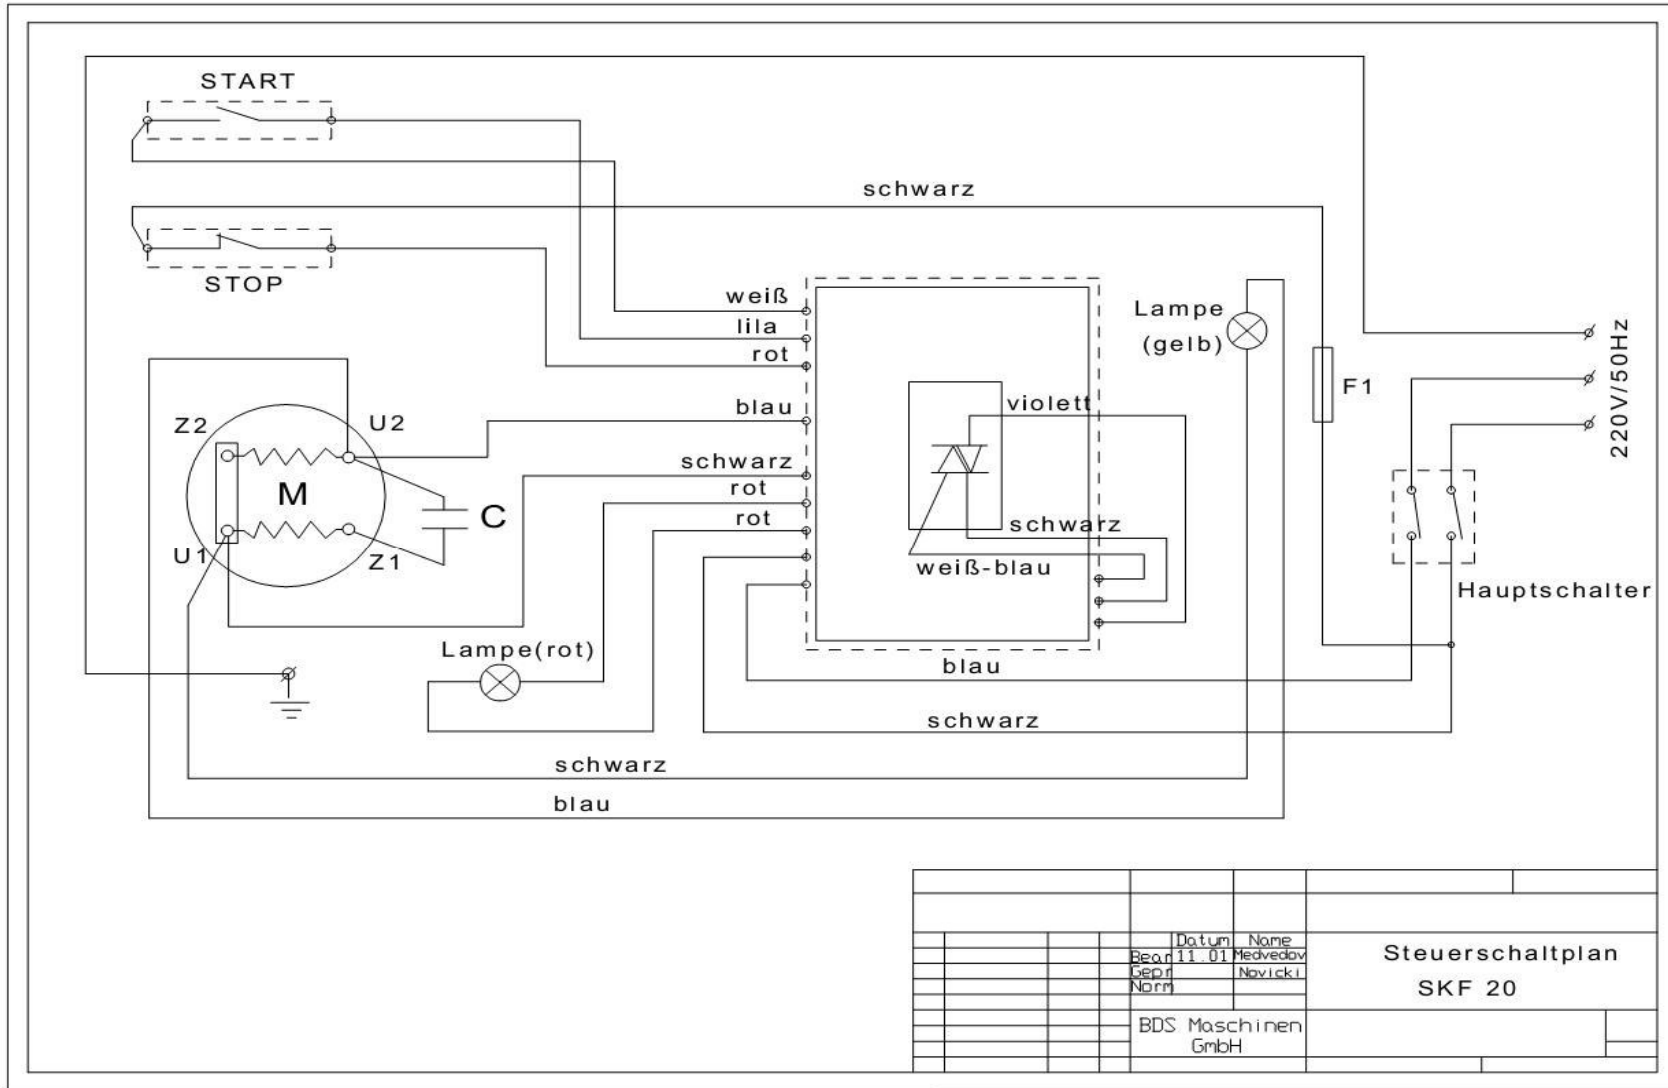 START
schwarz
STOP
weiß
lila
rot
Lampe
(gelb)
220V/50Hz
F1
blau
violett
Z2
U2
schwarz
rot
rot
M
C
schwarz
U1
Z1
weiß-blau
Hauptschalter
Lampe(rot)
blau
schwarz
schwarz
blau
Datum Name
Bear 11.01 Medvedov
Gepr Novicki
Norm
Steuerschaltplan
SKF 20
BDS Maschinen
GmbH